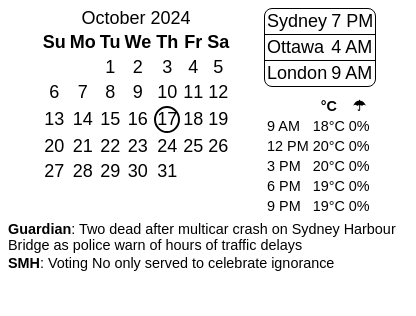 October 2024
Su Mo Tu We Th Fr Sa
1 2 3 4 5
6 7 8 9 10 11 12
13 14 15 16 17 18 19
20 21 22 23 24 25 26
27 28 29 30 31
Sydney 7 PM
Ottawa 4 AM
London 9 AM
°C ☂
9 AM 18°C 0%
12 PM 20°C 0%
3 PM 20°C 0%
6 PM 19°C 0%
9 PM 19°C 0%
Guardian: Two dead after multicar crash on Sydney Harbour
Bridge as police warn of hours of traffic delays
SMH: Voting No only served to celebrate ignorance